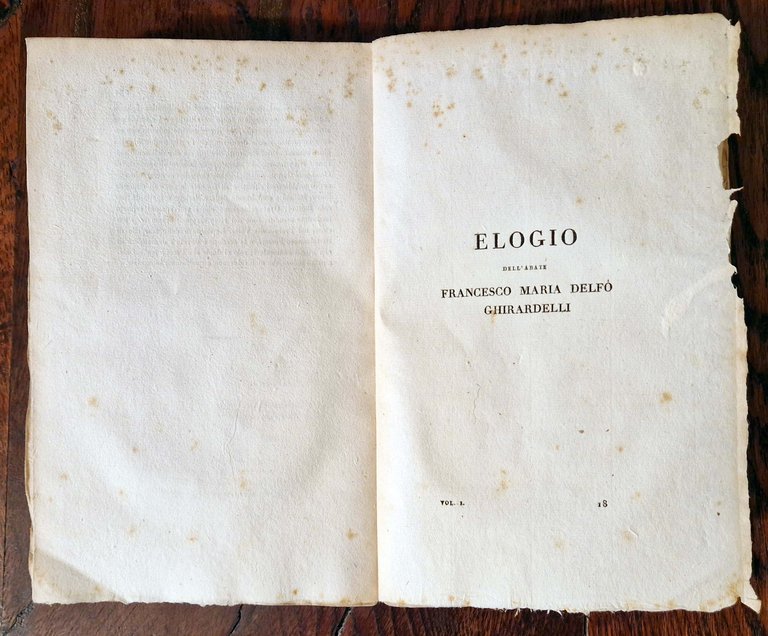 ELOGIO
DELL'ABATE
FRANCESCO MARIA DELFÒ
GHIRARDELLI
VOL. I.
18